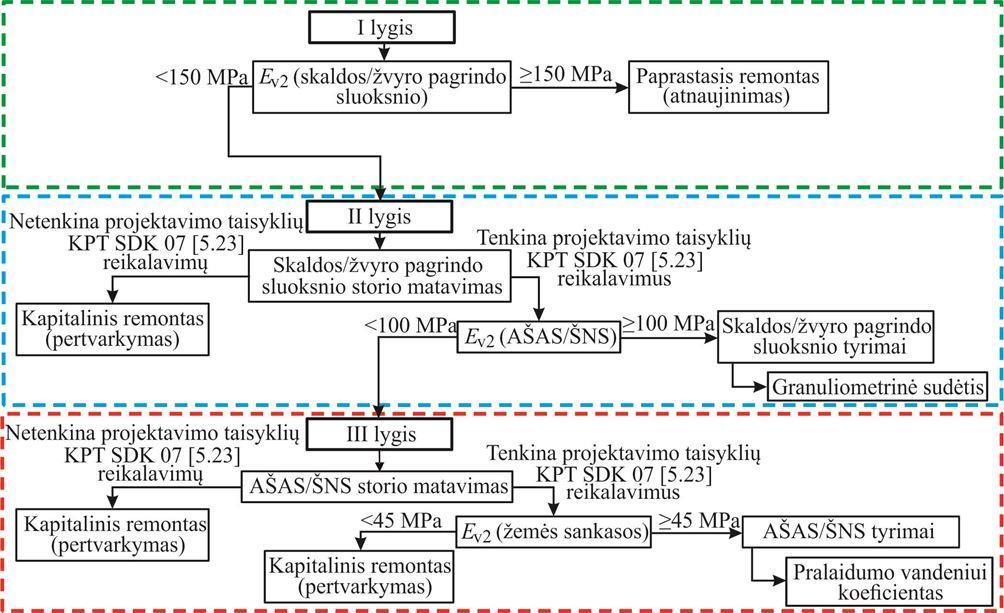 I lygis
<150 MPa
Ev2 (skaldos/žvyro pagrindo
sluoksnio)
≥150 MPa
Paprastasis remontas
(atnaujinimas)
II lygis
Netenkina projektavimo taisyklių
KPT SDK 07 [5.23]
reikalavimų
Skaldos/žvyro pagrindo
sluoksnio storio matavimas
Tenkina projektavimo taisyklių
KPT SDK 07 [5.23]
reikalavimus
Kapitalinis remontas
(pertvarkymas)
<100 MPa
Ev2 (AŠAS/ŠNS)
≥100 MPa
Skaldos/žvyro pagrindo
sluoksnio tyrimai
Granuliometrinė sudėtis
III lygis
Netenkina projektavimo taisyklių
KPT SDK 07 [5.23]
reikalavimų
AŠAS/ŠNS storio matavimas
Tenkina projektavimo taisyklių
KPT SDK 07 [5.23]
reikalavimus
Kapitalinis remontas
(pertvarkymas)
<45 MPa
Ev2 (žemės sankasos)
≥45 MPa
AŠAS/ŠNS tyrimai
Kapitalinis remontas
(pertvarkymas)
Pralaidumo vandeniui
koeficientas